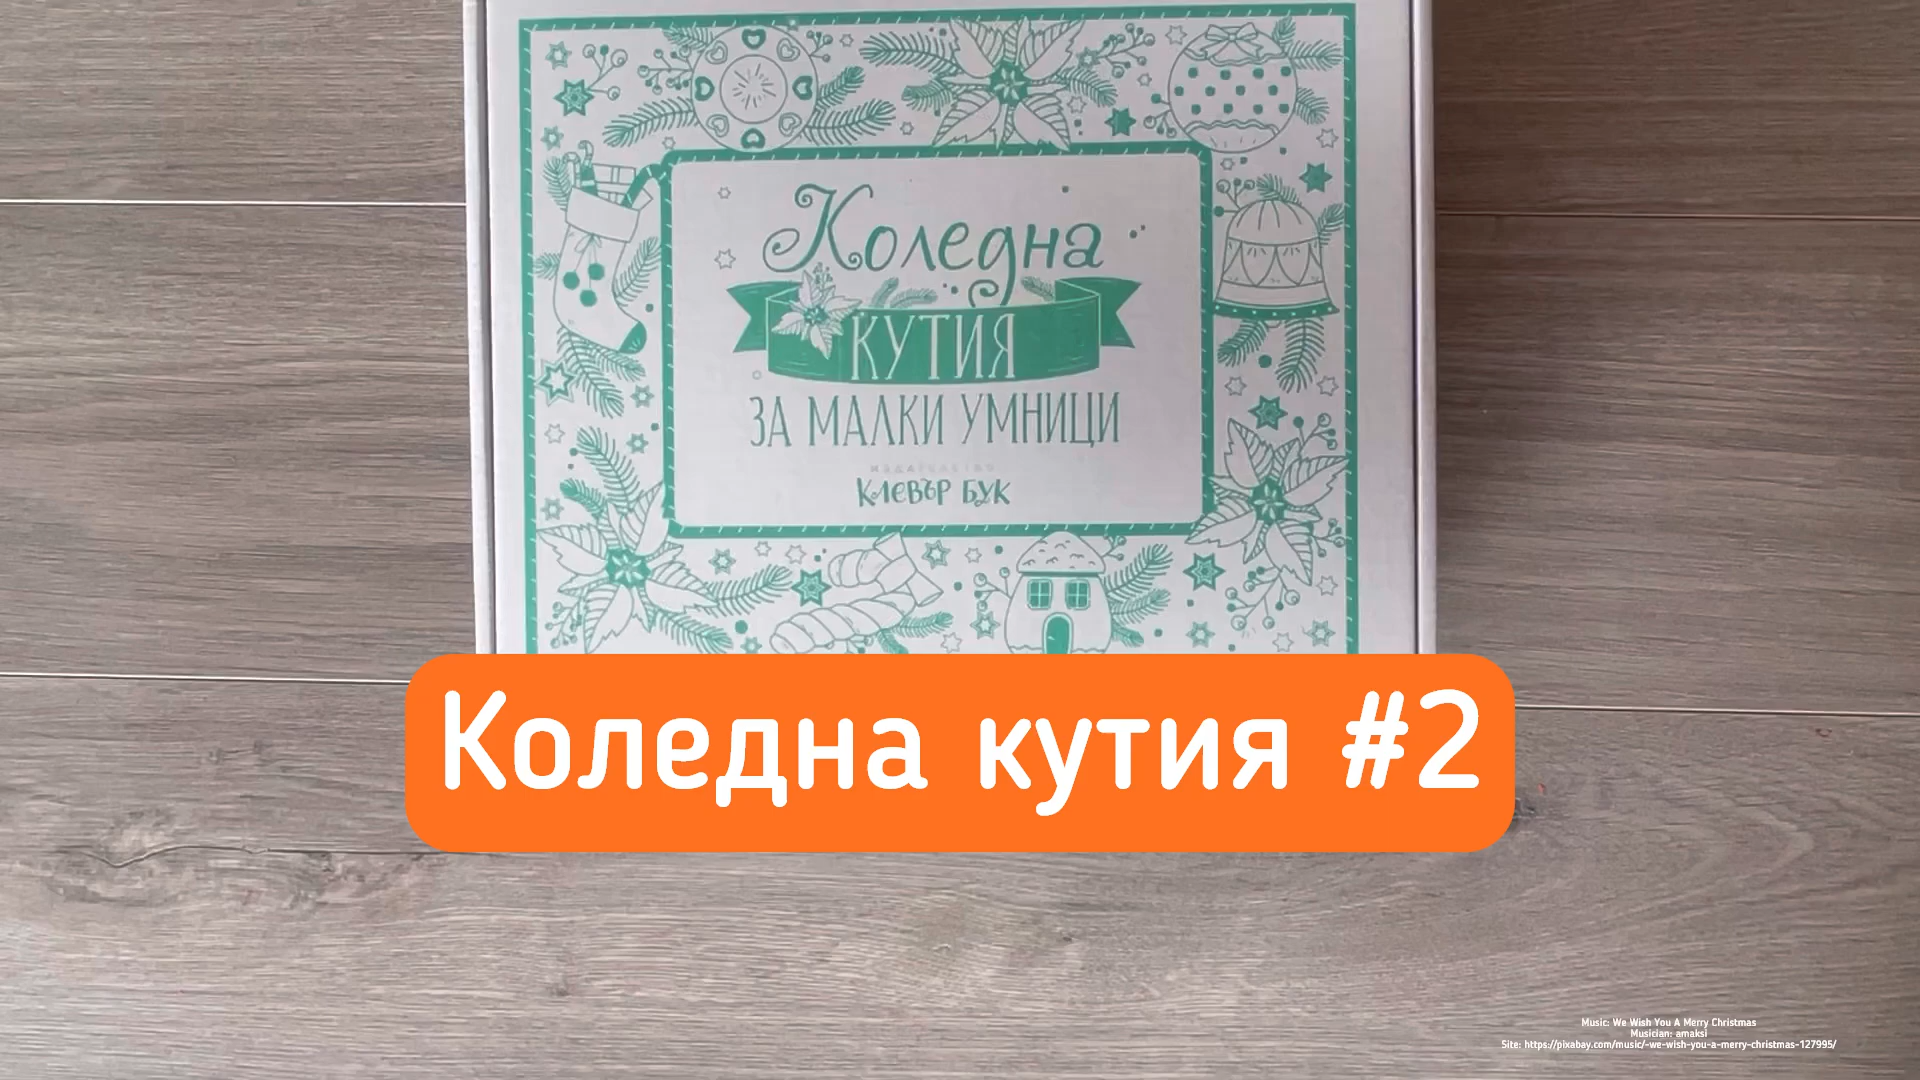 Коледна
КУТИЯ
ЗА МАЛКИ УМНИЦИ
ИЗДАТЕЛСТВО
КЛЕВЪР БУК
Коледна кутия #2
Music: We Wish You A Merry Christmas
Musician: amaksi
Site: https://pixabay.com/music/-we-wish-you-a-merry-christmas-127995/